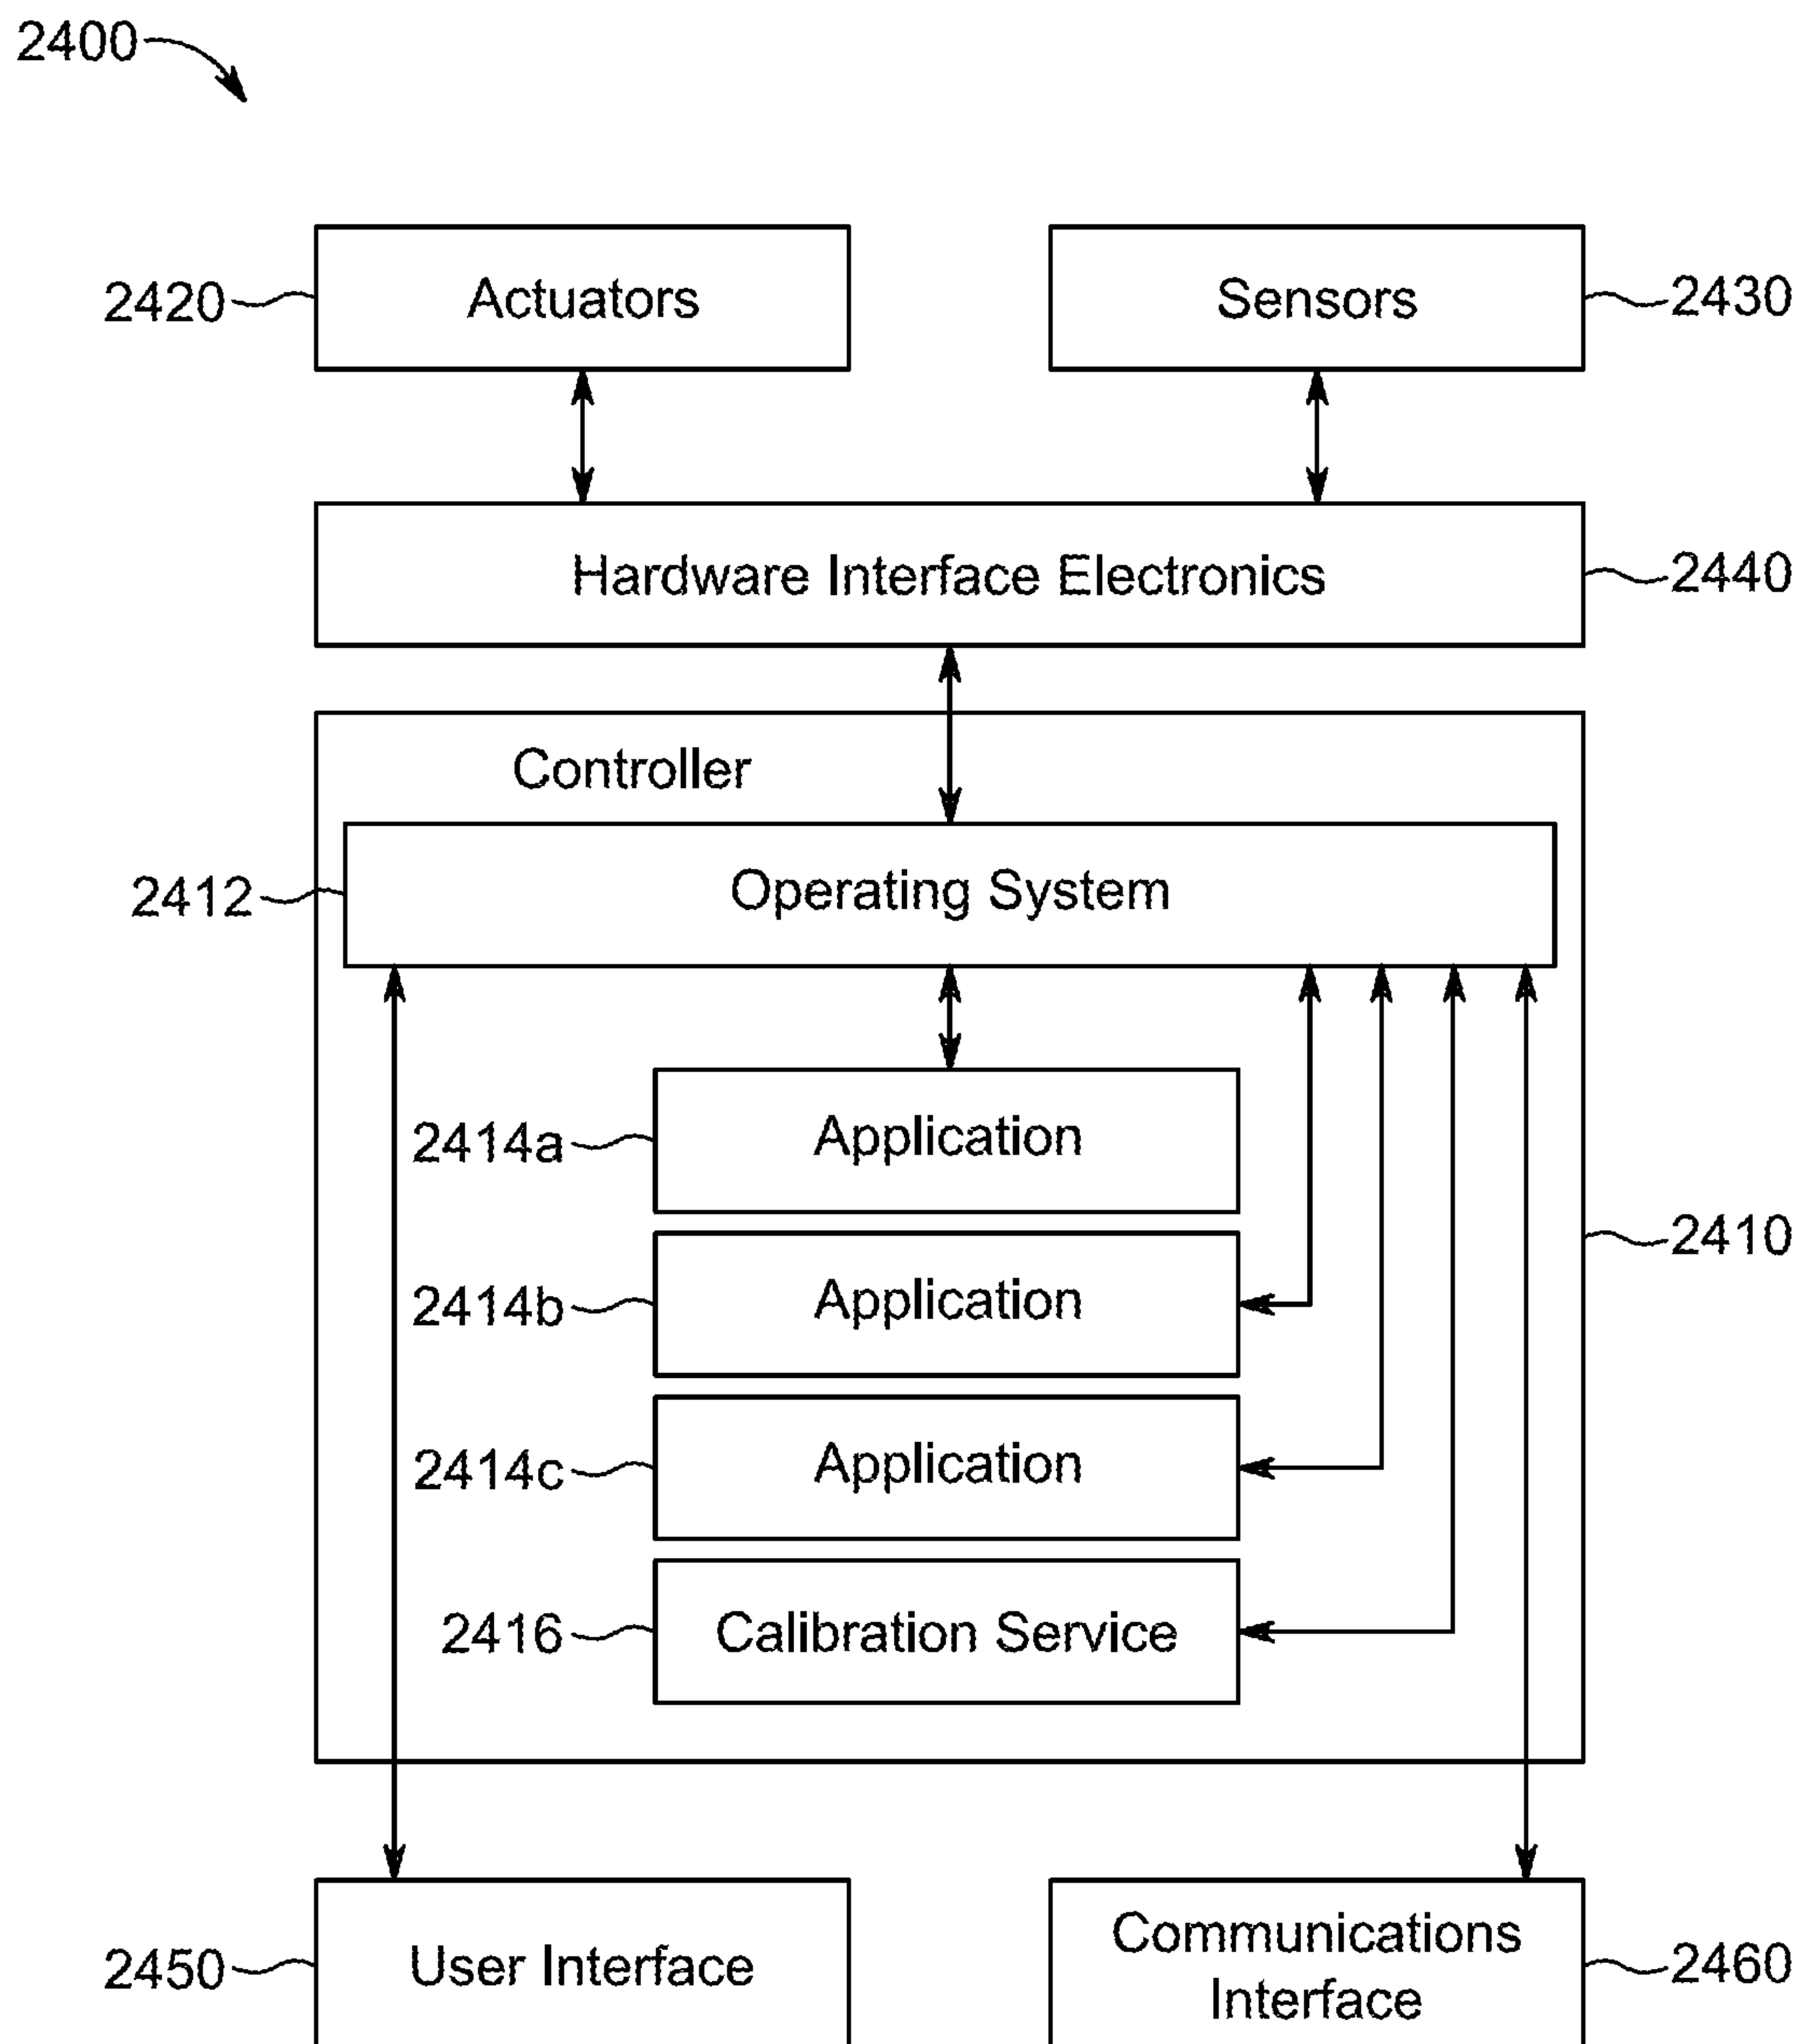 2400
2420
Actuators
Sensors
2430
Hardware Interface Electronics
2440
Controller
2412
Operating System
2414a
Application
2410
2414b
Application
2414c
Application
2416
Calibration Service
2450
User Interface
Communications
Interface
2460